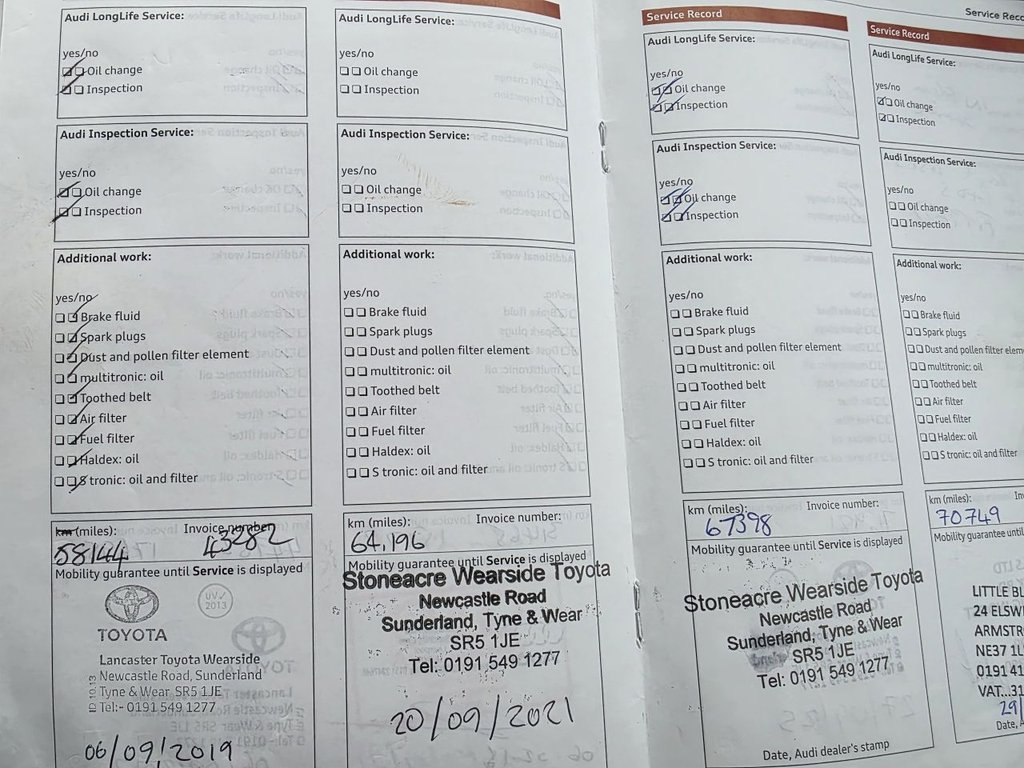 Audi LongLife Service:
yes/no
Oil change
Inspection
Audi Inspection Service:
yes/no
Oil change
Inspection
Additional work:
yes/no
Brake fluid
Spark plugs
Dust and pollen filter element
multitronic: oil
Toothed belt
Air filter
Fuel filter
Haldex: oil
S tronic: oil and filter
km (miles): Invoice number:
58144 43282
Mobility guarantee until Service is displayed
UV✓
2013
TOYOTA
Lancaster Toyota Wearside
Newcastle Road, Sunderland
Tyne & Wear SR5 1JE
Tel:- 0191 549 1277
ID 10.13
06/09/2019
Audi LongLife Service:
yes/no
Oil change
Inspection
Audi Inspection Service:
yes/no
Oil change
Inspection
Additional work:
yes/no
Brake fluid
Spark plugs
Dust and pollen filter element
multitronic: oil
Toothed belt
Air filter
Fuel filter
Haldex: oil
S tronic: oil and filter
km (miles): Invoice number:
64,196
Mobility guarantee until Service is displayed
Stoneacre Wearside Toyota
Newcastle Road
Sunderland, Tyne & Wear
SR5 1JE
Tel: 0191 549 1277
20/09/2021
Service Record
Audi LongLife Service:
yes/no
Oil change
Inspection
Audi Inspection Service:
yes/no
Oil change
Inspection
Additional work:
yes/no
Brake fluid
Spark plugs
Dust and pollen filter element
multitronic: oil
Toothed belt
Air filter
Fuel filter
Haldex: oil
S tronic: oil and filter
km (miles): Invoice number:
67398
Mobility guarantee until Service is displayed
Stoneacre Wearside Toyota
Newcastle Road
Sunderland, Tyne & Wear
SR5 1JE
Tel: 0191 549 1277
Date, Audi dealer's stamp
Service Reco
Service Record
Audi LongLife Service:
yes/no
Oil change
Inspection
Audi Inspection Service:
yes/no
Oil change
Inspection
Additional work:
yes/no
Brake fluid
Spark plugs
Dust and pollen filter elem
multitronic: oil
Toothed belt
Air filter
Fuel filter
Haldex: oil
S tronic: oil and filter
km (miles):
70749
Mobility guarantee until
LITTLE BL
24 ELSWI
ARMSTR
NE37 1L
0191 41
VAT..31
29/
Date, A